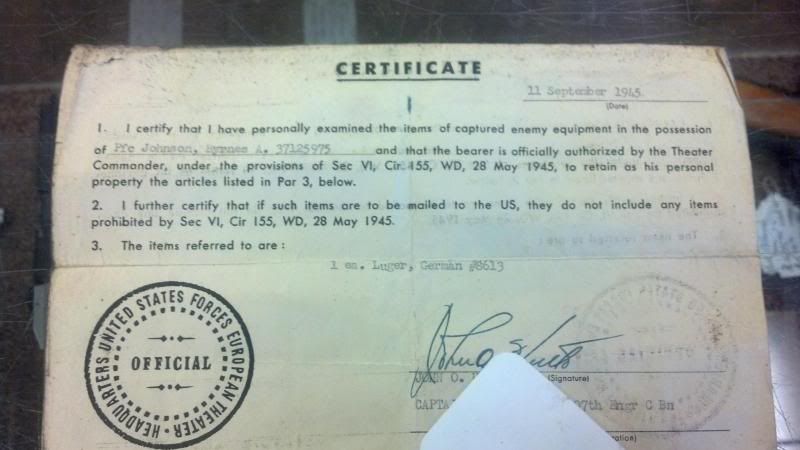 CERTIFICATE
11 September 1945
(Date)
1. I certify that I have personally examined the items of captured enemy equipment in the possession
of Pfc Johnson, Byrnes A. 37125975 and that the bearer is officially authorized by the Theater
Commander, under the provisions of Sec VI, Cir 155, WD, 28 May 1945, to retain as his personal
property the articles listed in Par 3, below.
2. I further certify that if such items are to be mailed to the US, they do not include any items
prohibited by Sec VI, Cir 155, WD, 28 May 1945.
3. The items referred to are :
1 ea. Luger, German #8613
HEADQUARTERS UNITED STATES FORCES EUROPEAN THEATER
OFFICIAL
John O.
JOHN O. (Signature)
97th Engr C Bn